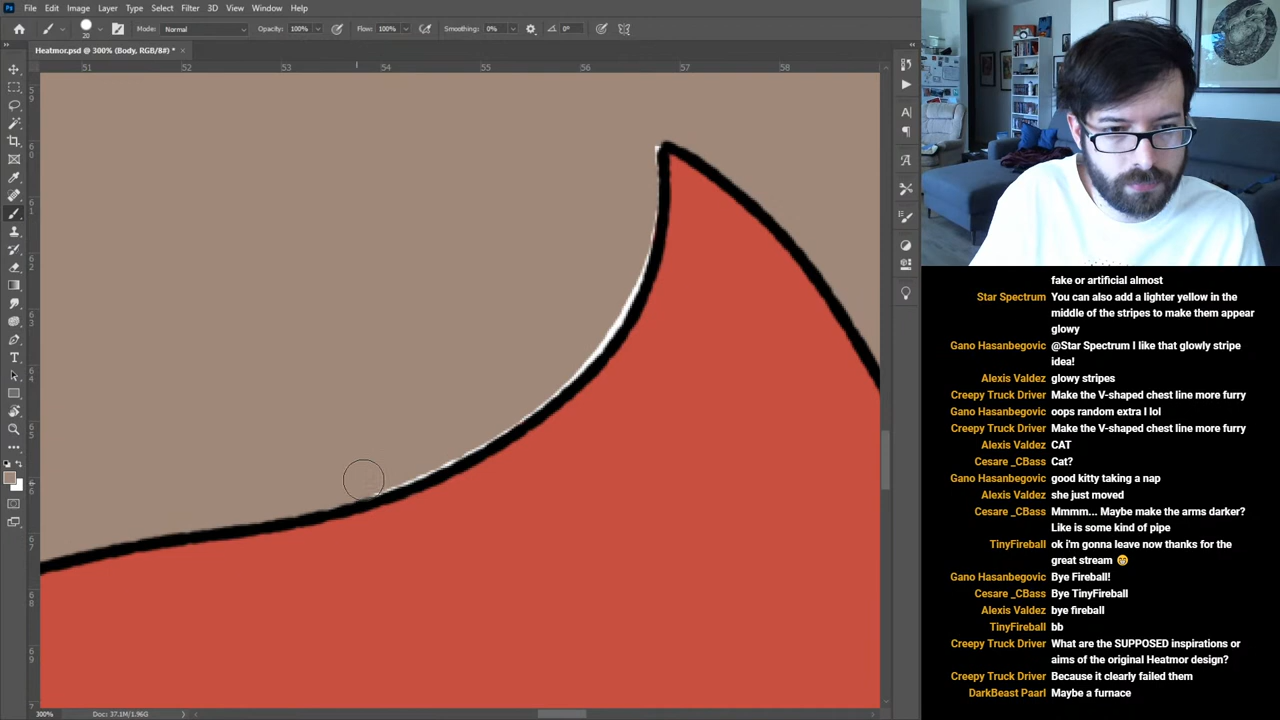 File Edit Image Layer Type Select Filter 3D View Window Help
Mode: Normal Opacity: 100% Flow: 100% Smoothing: 0% 0°
Heatmor.psd @ 300% (Body, RGB/8#) *
51 52 53 54 55 56 57 58
fake or artificial almost
Star Spectrum You can also add a lighter yellow in the
middle of the stripes to make them appear
glowy
Gano Hasanbegovic @Star Spectrum I like that glowly stripe
idea!
Alexis Valdez glowy stripes
Creepy Truck Driver Make the V-shaped chest line more furry
Gano Hasanbegovic oops random extra I lol
Creepy Truck Driver Make the V-shaped chest line more furry
Alexis Valdez CAT
Cesare _CBass Cat?
Gano Hasanbegovic good kitty taking a nap
Alexis Valdez she just moved
Cesare _CBass Mmmm... Maybe make the arms darker?
Like is some kind of pipe
TinyFireball ok i'm gonna leave now thanks for the
great stream 😁
Gano Hasanbegovic Bye Fireball!
Cesare _CBass Bye TinyFireball
Alexis Valdez bye fireball
TinyFireball bb
Creepy Truck Driver What are the SUPPOSED inspirations or
aims of the original Heatmor design?
Creepy Truck Driver Because it clearly failed them
DarkBeast Paarl Maybe a furnace
300% Doc: 37.1M/1.96G